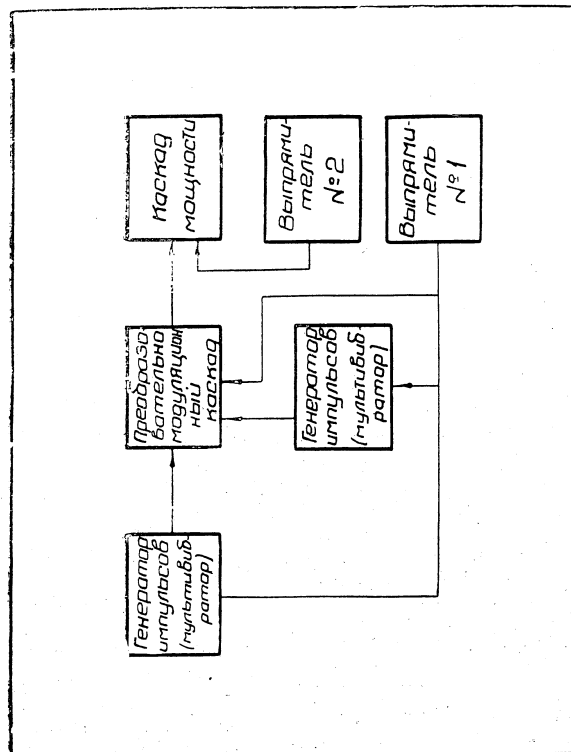 Генератор
импульсов
(мультивиб-
ратор)
Преобразо-
вательно
модуляцион
ный
каскад
Каскад
мощности
Генератор
импульсов
(мультивиб-
ратор)
Выпрями-
тель
№2
Выпрями-
тель
№1